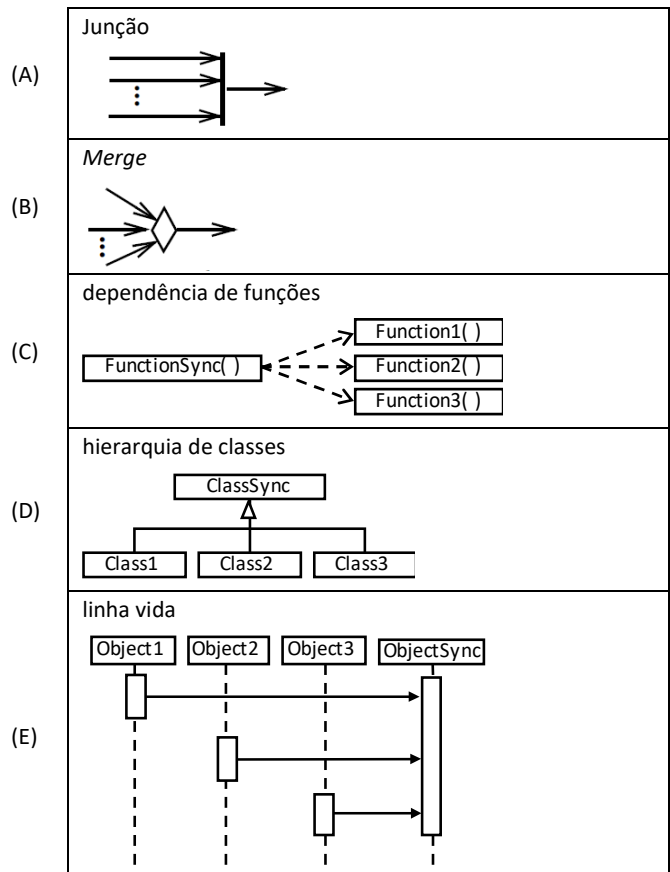 (A)
Junção
(B)
Merge
(C)
dependência de funções
FunctionSync( )
Function1( )
Function2( )
Function3( )
(D)
hierarquia de classes
ClassSync
Class1 Class2 Class3
(E)
linha vida
Object1 Object2 Object3 ObjectSync